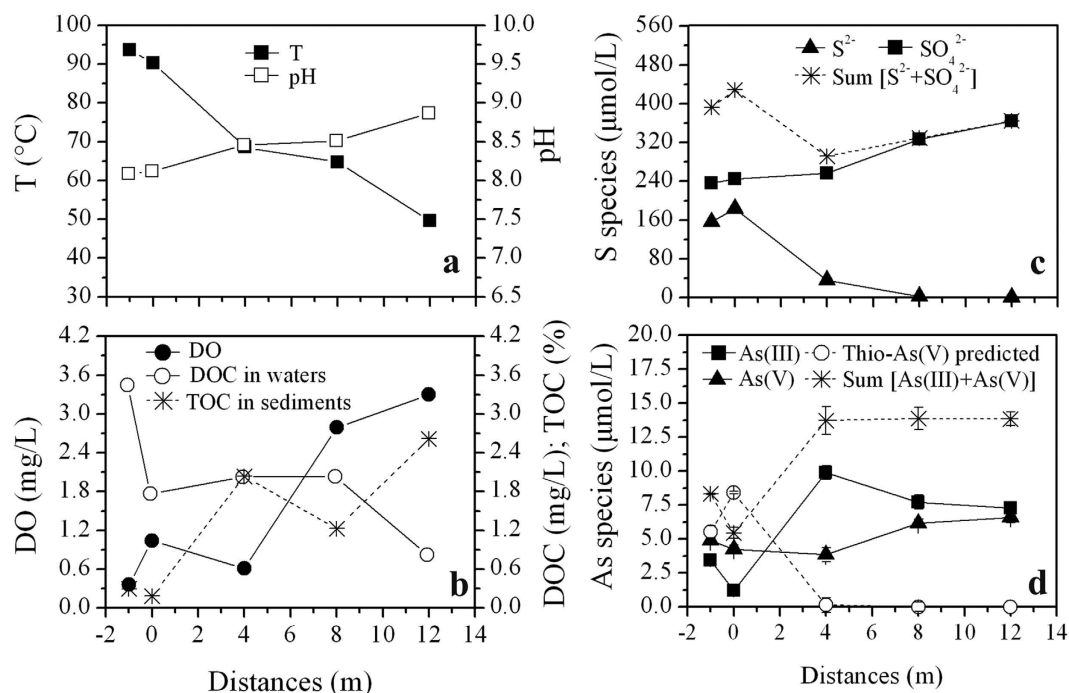 100
90
80
70
60
50
40
30
T (°C)
T
pH
10.0
9.5
9.0
8.5
8.0
7.5
7.0
6.5
pH
a
560
480
400
320
240
160
80
0
S species (μmol/L)
S²⁻ SO₄²⁻
Sum [S²⁻+SO₄²⁻]
c
4.2
3.6
3.0
2.4
1.8
1.2
0.6
0.0
DO (mg/L)
DO
DOC in waters
TOC in sediments
4.2
3.6
3.0
2.4
1.8
1.2
0.6
0.0
DOC (mg/L); TOC (%)
b
-2 0 2 4 6 8 10 12 14
Distances (m)
20.0
17.5
15.0
12.5
10.0
7.5
5.0
2.5
0.0
As species (μmol/L)
As(III) Thio-As(V) predicted
As(V) Sum [As(III)+As(V)]
d
-2 0 2 4 6 8 10 12 14
Distances (m)